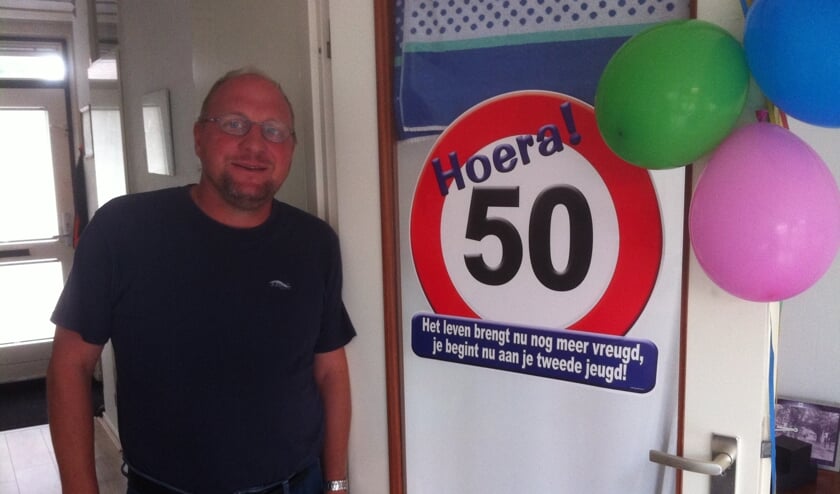 Hoera!
50
Het leven brengt nu nog meer vreugd,
je begint nu aan je tweede jeugd!